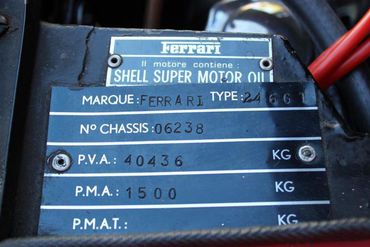 Ferrari
Il motore contiene:
SHELL SUPER MOTOR OIL
MARQUE: FERRARI TYPE: 24661
Nº CHASSIS: 06238
P.V.A.: 40436 KG
P.M.A.: 1500 KG
P.M.A.T.: KG